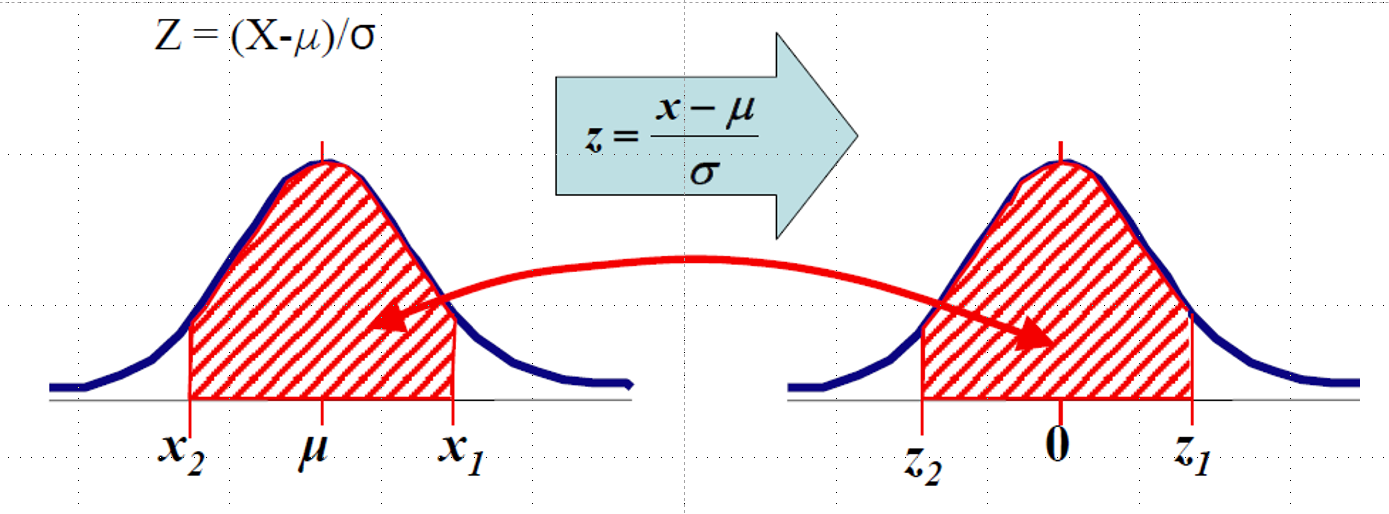 Z = (X-μ)/σ
z = x − μ / σ
x2 μ x1
z2 0 z1